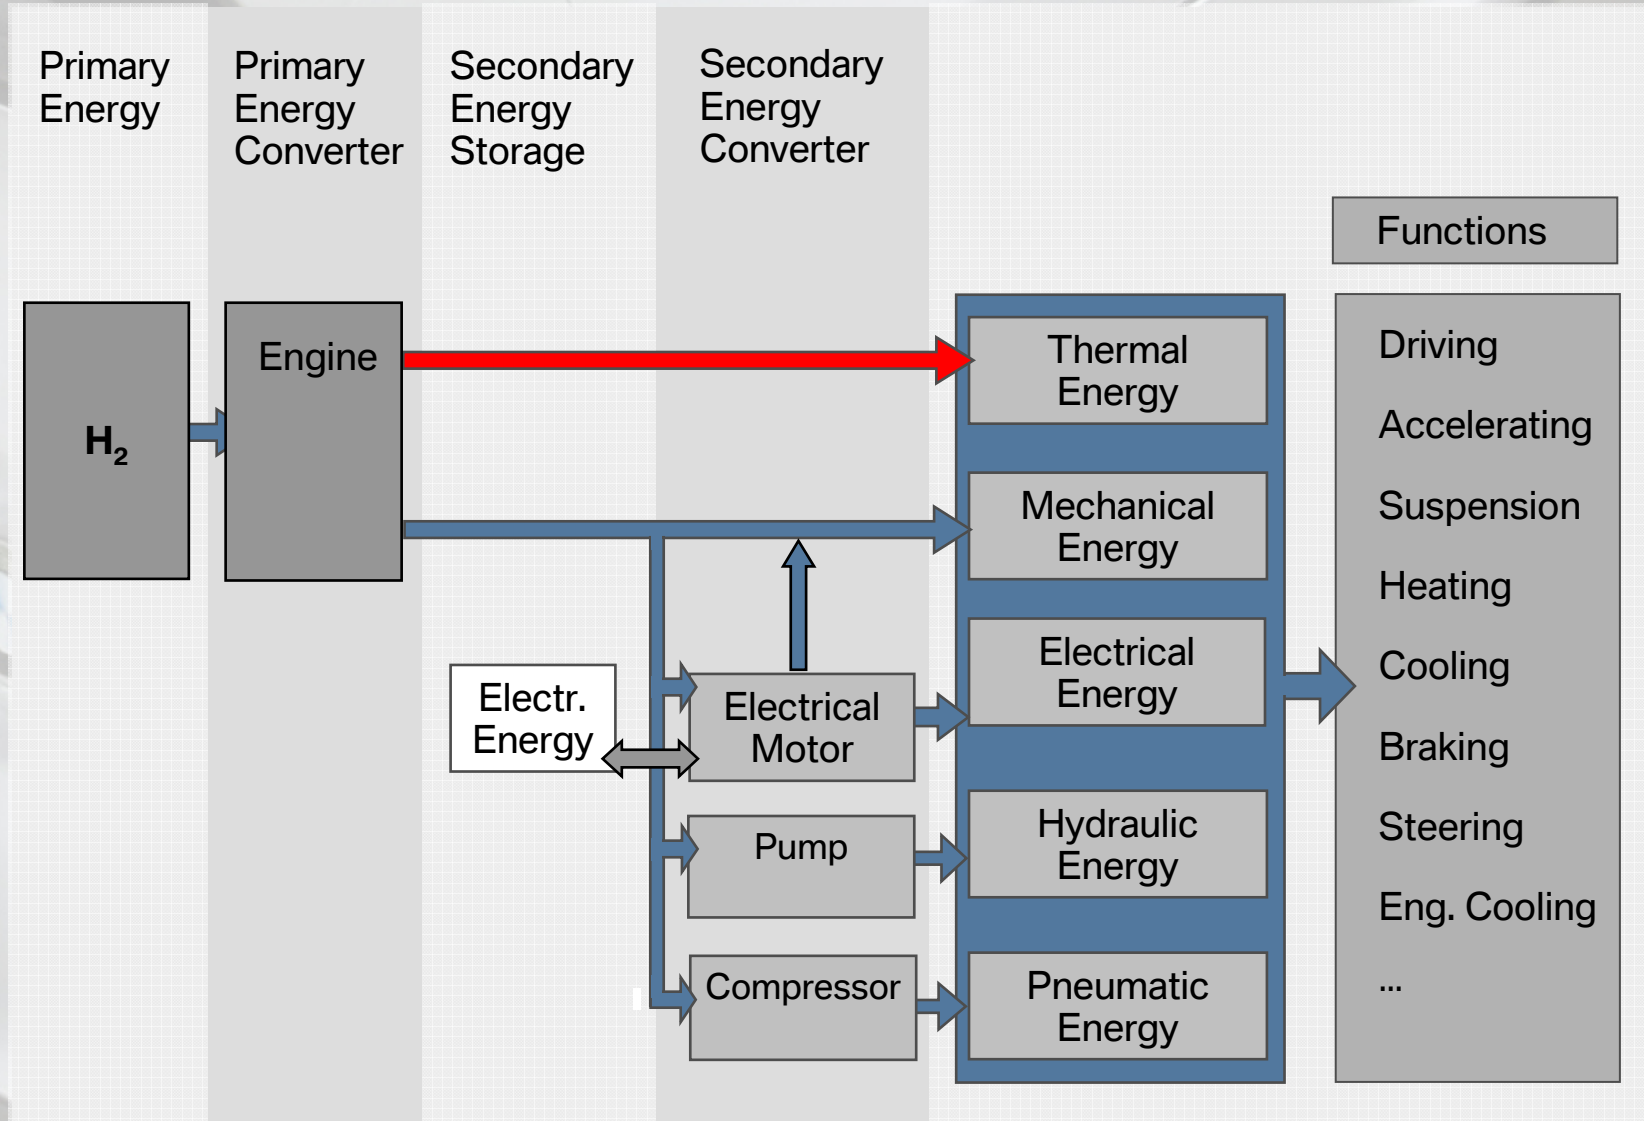 Primary
Energy
Primary
Energy
Converter
Secondary
Energy
Storage
Secondary
Energy
Converter
Functions
H₂
Engine
Electr.
Energy
Electrical
Motor
Pump
Compressor
Thermal
Energy
Mechanical
Energy
Electrical
Energy
Hydraulic
Energy
Pneumatic
Energy
Driving
Accelerating
Suspension
Heating
Cooling
Braking
Steering
Eng. Cooling
...